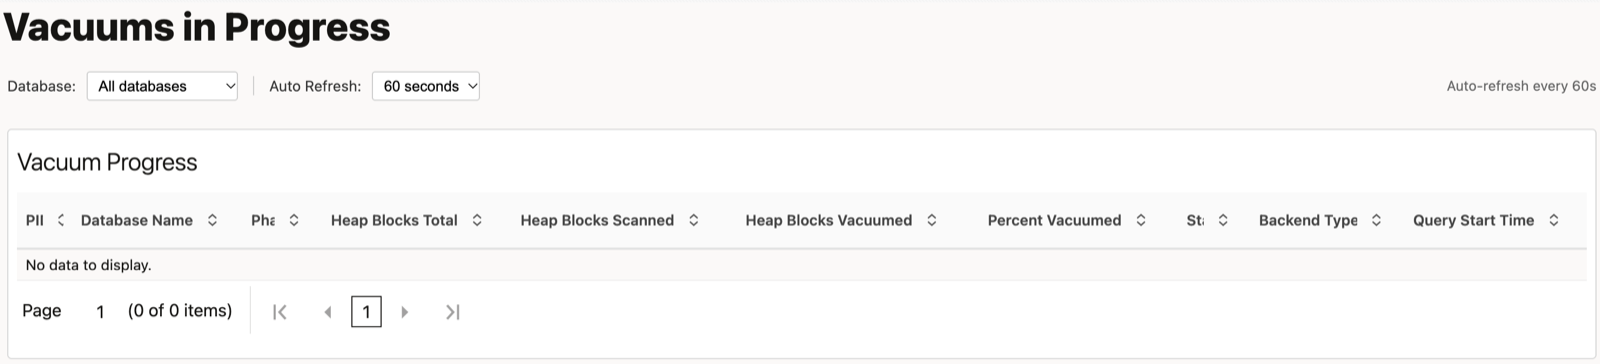 Vacuums in Progress
Database: All databases Auto Refresh: 60 seconds Auto-refresh every 60s
Vacuum Progress
PII Database Name Pha Heap Blocks Total Heap Blocks Scanned Heap Blocks Vacuumed Percent Vacuumed Sta Backend Type Query Start Time
No data to display.
Page 1 (0 of 0 items) 1